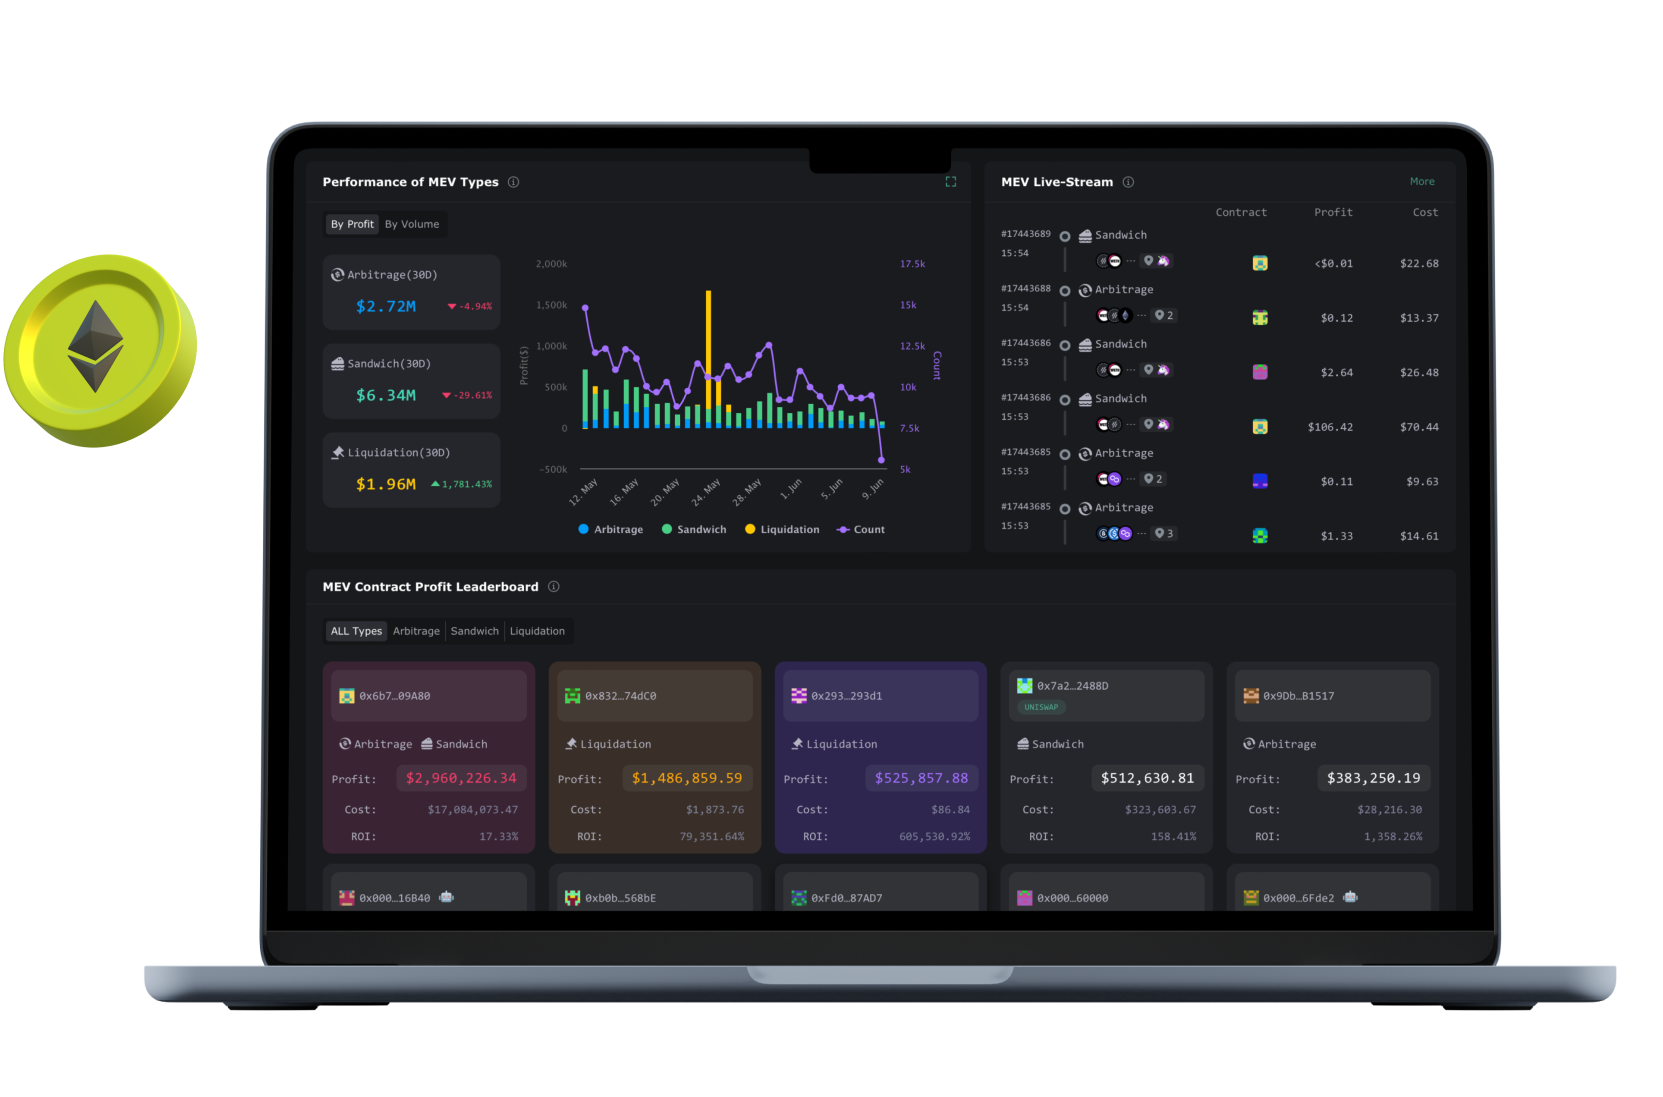 Performance of MEV Types
By Profit By Volume
Arbitrage(30D)
$2.72M -4.94%
Sandwich(30D)
$6.34M -29.61%
Liquidation(30D)
$1.96M 1,781.43%
Profit($)
2,000k
1,500k
1,000k
500k
0
-500k
17.5k
15k
12.5k
10k
7.5k
5k
Count
12. May 16. May 20. May 24. May 28. May 1. Jun 5. Jun 9. Jun
Arbitrage Sandwich Liquidation Count
MEV Live-Stream More
Contract Profit Cost
#17443689 Sandwich
15:54 <$0.01 $22.68
#17443688 Arbitrage
15:54 2 $0.12 $13.37
#17443686 Sandwich
15:53 $2.64 $26.48
#17443686 Sandwich
15:53 $106.42 $70.44
#17443685 Arbitrage
15:53 2 $0.11 $9.63
#17443685 Arbitrage
15:53 3 $1.33 $14.61
MEV Contract Profit Leaderboard
ALL Types Arbitrage Sandwich Liquidation
0x6b7…09A80
Arbitrage Sandwich
Profit: $2,960,226.34
Cost: $17,084,073.47
ROI: 17.33%
0x832…74dC0
Liquidation
Profit: $1,486,859.59
Cost: $1,873.76
ROI: 79,351.64%
0x293…293d1
Liquidation
Profit: $525,857.88
Cost: $86.84
ROI: 605,530.92%
0x7a2…2488D
UNISWAP
Sandwich
Profit: $512,630.81
Cost: $323,603.67
ROI: 158.41%
0x9Db…B1517
Arbitrage
Profit: $383,250.19
Cost: $28,216.30
ROI: 1,358.26%
0x000…16B40
0xb0b…568bE
0xFd0…87AD7
0x000…60000
0x000…6Fde2